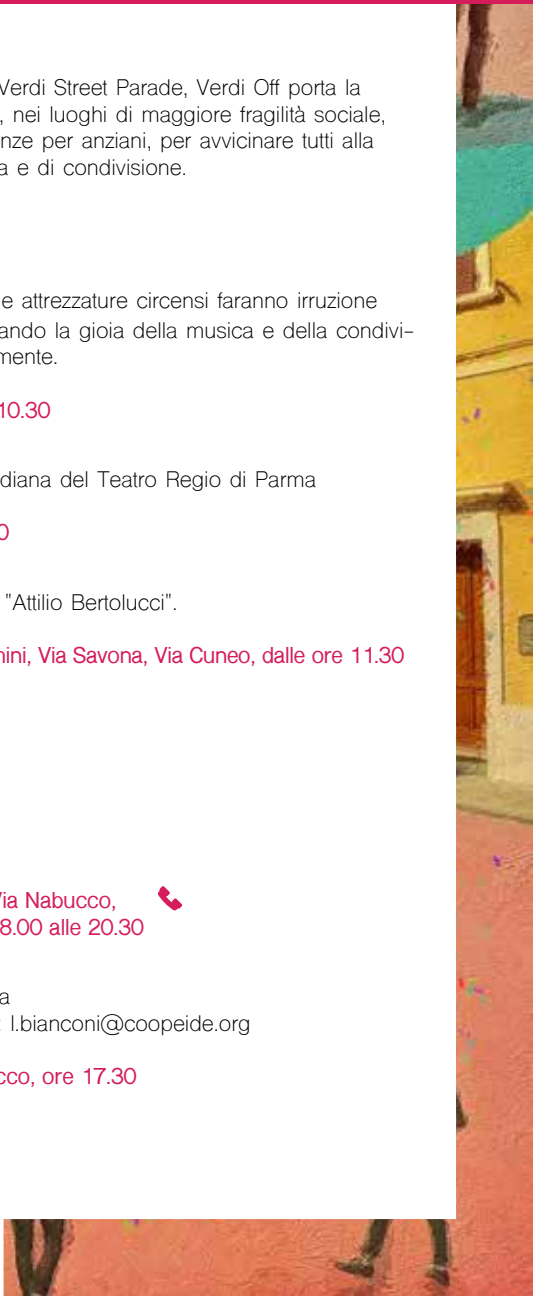 Verdi Street Parade, Verdi Off porta la
, nei luoghi di maggiore fragilità sociale,
nze per anziani, per avvicinare tutti alla
a e di condivisione.
e attrezzature circensi faranno irruzione
ando la gioia della musica e della condivi-
mente.
10.30
diana del Teatro Regio di Parma
0
"Attilio Bertolucci".
nini, Via Savona, Via Cuneo, dalle ore 11.30
Via Nabucco,
8.00 alle 20.30
a
: l.bianconi@coopeide.org
cco, ore 17.30